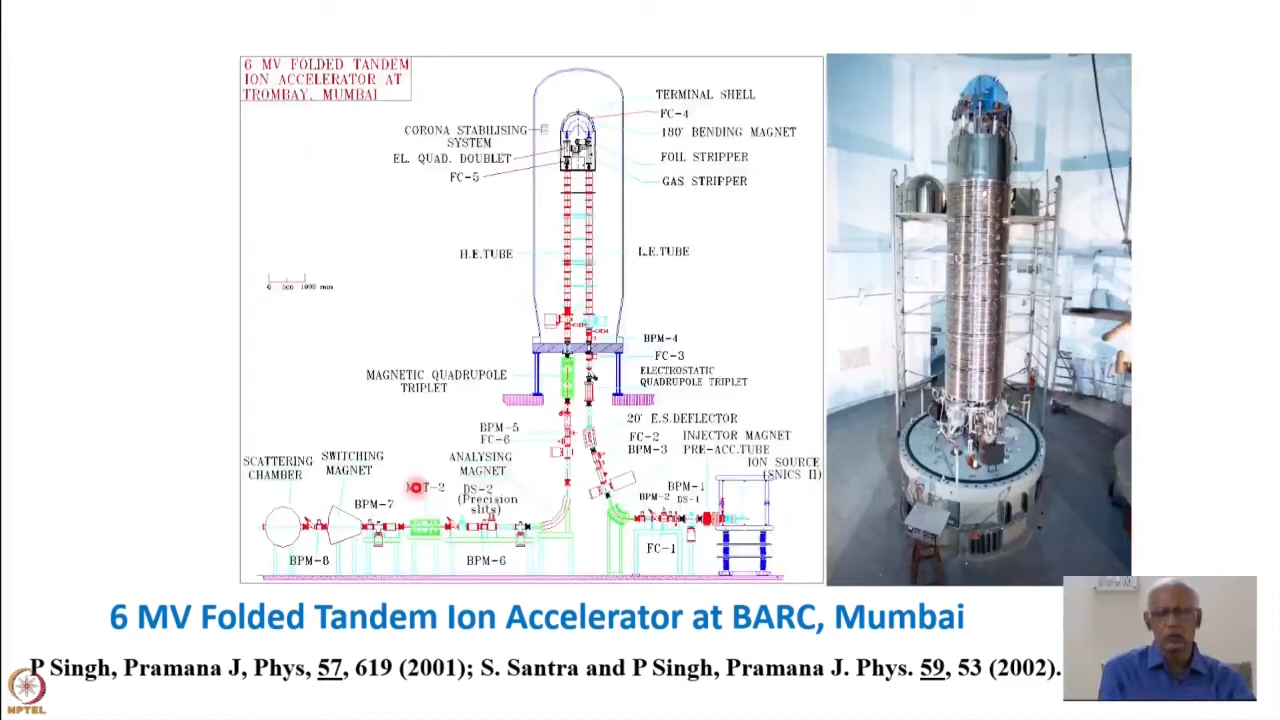 6 MV FOLDED TANDEM
ION ACCELERATOR AT
TROMBAY, MUMBAI
TERMINAL SHELL
FC-4
CORONA STABILISING
SYSTEM
180° BENDING MAGNET
EL. QUAD. DOUBLET
FOIL STRIPPER
FC-5
GAS STRIPPER
H.E.TUBE
L.E.TUBE
0 500 1000 mm
BPM-4
FC-3
MAGNETIC QUADRUPOLE
TRIPLET
ELECTROSTATIC
QUADRUPOLE TRIPLET
20° E.S.DEFLECTOR
BPM-5
FC-6
FC-2
BPM-3
INJECTOR MAGNET
PRE-ACC.TUBE
SCATTERING
CHAMBER
SWITCHING
MAGNET
ANALYSING
MAGNET
ION SOURCE
(SNICS II)
DS-2
(Precision
slits)
BPM-7
BPM-2
DS-1
BPM-1
BPM-8
BPM-6
FC-1
6 MV Folded Tandem Ion Accelerator at BARC, Mumbai
P Singh, Pramana J, Phys, 57, 619 (2001); S. Santra and P Singh, Pramana J. Phys. 59, 53 (2002).
NPTEL